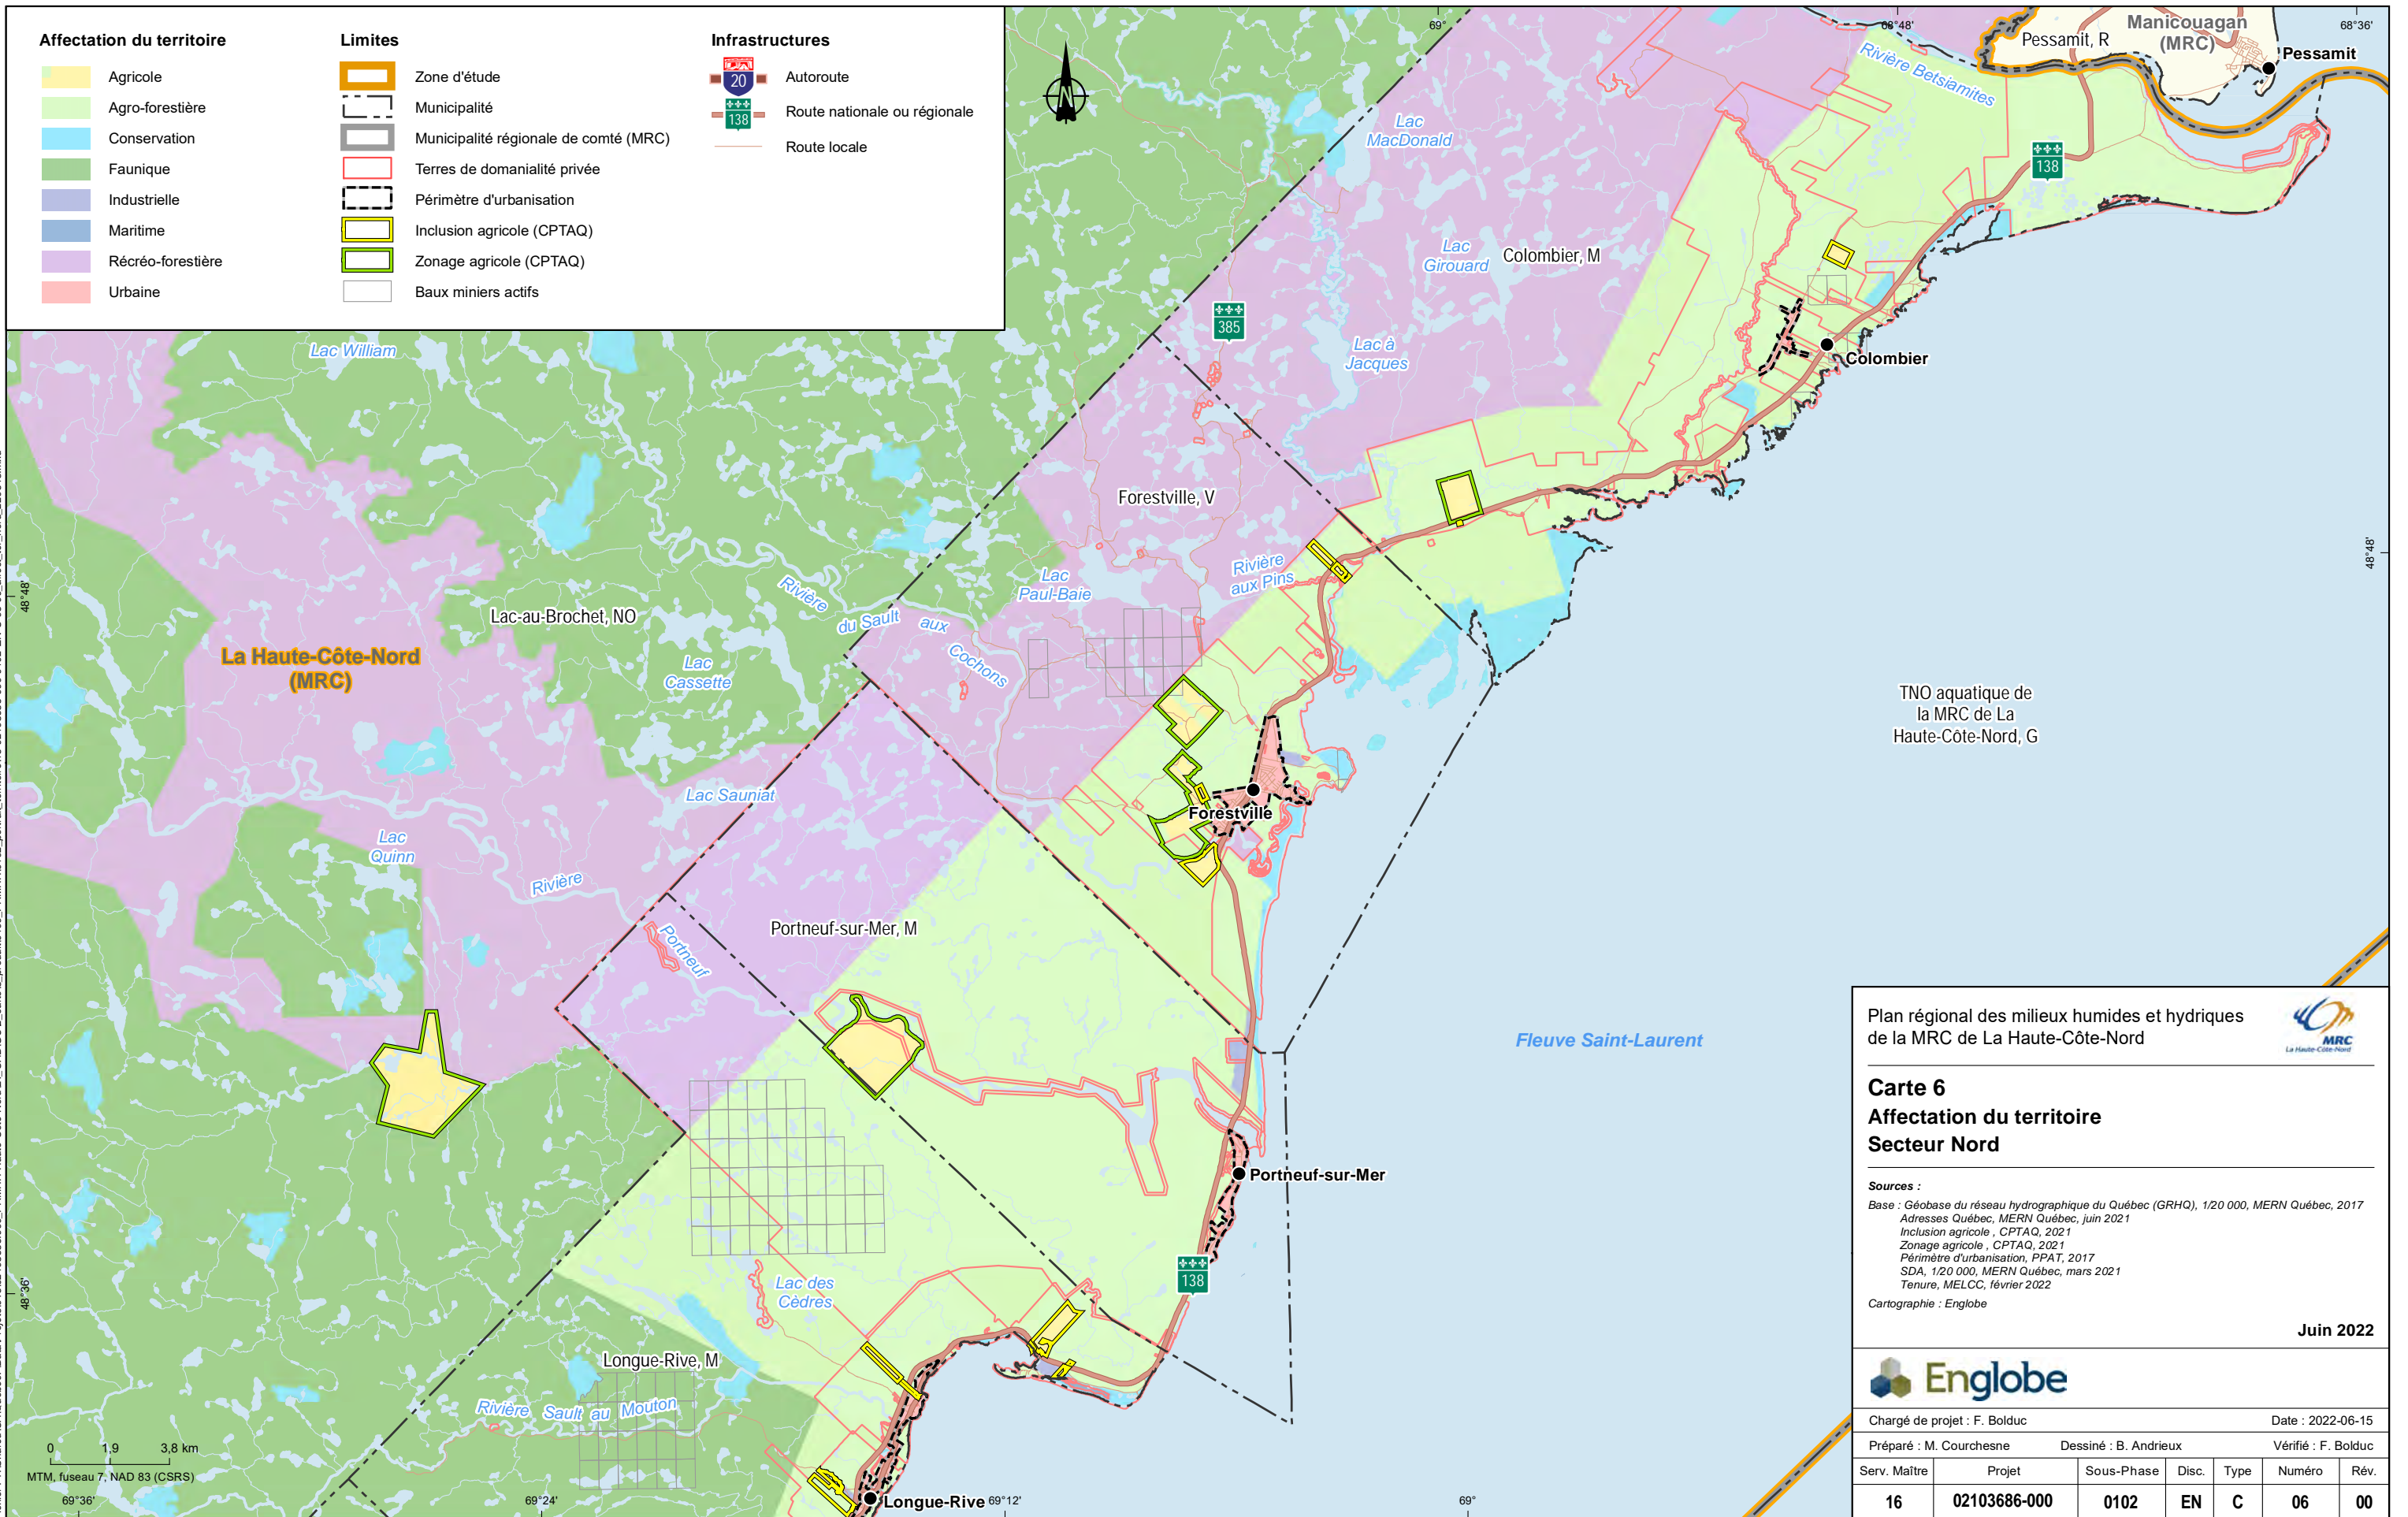 Affectation du territoire
Agricole
Agro-forestière
Conservation
Faunique
Industrielle
Maritime
Récréo-forestière
Urbaine
Limites
Zone d'étude
Municipalité
Municipalité régionale de comté (MRC)
Terres de domanialité privée
Périmètre d'urbanisation
Inclusion agricole (CPTAQ)
Zonage agricole (CPTAQ)
Baux miniers actifs
Infrastructures
20
Autoroute
138
Route nationale ou régionale
Route locale
N
69°
68°48'
68°36'
Manicouagan
(MRC)
Pessamit, R
Pessamit
Rivière Betsiamites
Lac
MacDonald
138
Lac
Girouard
Colombier, M
385
Lac à
Jacques
Colombier
Lac William
Forestville, V
48°48'
48°48'
Lac
Paul-Baie
Rivière
aux Pins
Rivière
du Sault
aux
Cochons
Lac-au-Brochet, NO
La Haute-Côte-Nord
(MRC)
Lac
Cassette
TNO aquatique de
la MRC de La
Haute-Côte-Nord, G
Lac Sauniat
Forestville
Lac
Quinn
Rivière
Portneuf
Portneuf-sur-Mer, M
Fleuve Saint-Laurent
Portneuf-sur-Mer
138
Lac des
Cèdres
48°36'
Longue-Rive, M
Rivière Sault au Mouton
Longue-Rive
0 1,9 3,8 km
MTM, fuseau 7, NAD 83 (CSRS)
69°36'
69°24'
69°12'
69°
Plan régional des milieux humides et hydriques
de la MRC de La Haute-Côte-Nord
MRC
La Haute-Côte-Nord
Carte 6
Affectation du territoire
Secteur Nord
Sources :
Base : Géobase du réseau hydrographique du Québec (GRHQ), 1/20 000, MERN Québec, 2017
Adresses Québec, MERN Québec, juin 2021
Inclusion agricole , CPTAQ, 2021
Zonage agricole , CPTAQ, 2021
Périmètre d'urbanisation, PPAT, 2017
SDA, 1/20 000, MERN Québec, mars 2021
Tenure, MELCC, février 2022
Cartographie : Englobe
Juin 2022
Englobe
Chargé de projet : F. Bolduc Date : 2022-06-15
Préparé : M. Courchesne Dessiné : B. Andrieux Vérifié : F. Bolduc
Serv. Maître Projet Sous-Phase Disc. Type Numéro Rév.
16 02103686-000 0102 EN C 06 00